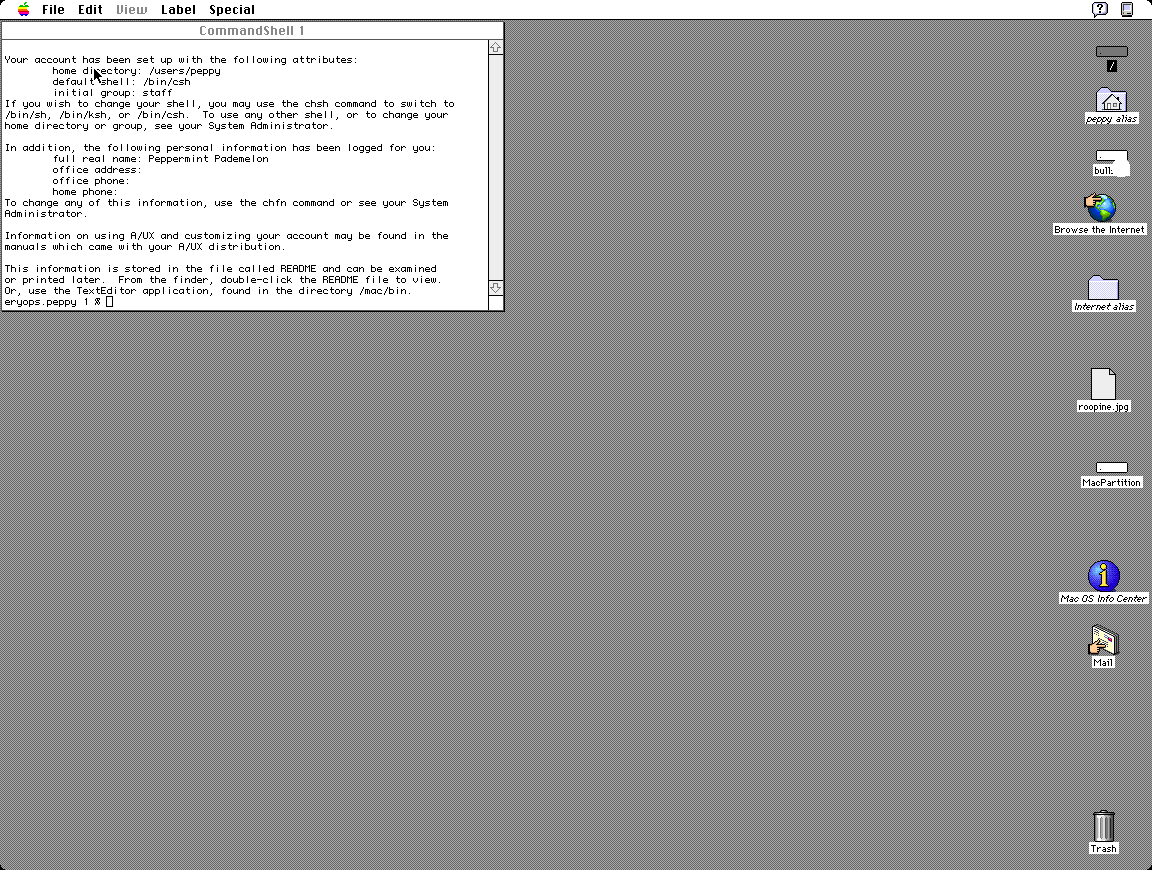 File Edit View Label Special
CommandShell 1
Your account has been set up with the following attributes:
home directory: /users/peppy
default shell: /bin/csh
initial group: staff
If you wish to change your shell, you may use the chsh command to switch to
/bin/sh, /bin/ksh, or /bin/csh.  To use any other shell, or to change your
home directory or group, see your System Administrator.
In addition, the following personal information has been logged for you:
full real name: Peppermint Pademelon
office address:
office phone:
home phone:
To change any of this information, use the chfn command or see your System
Administrator.
Information on using A/UX and customizing your account may be found in the
manuals which came with your A/UX distribution.
This information is stored in the file called README and can be examined
or printed later.  From the finder, double-click the README file to view.
Or, use the TextEditor application, found in the directory /mac/bin.
eryops.peppy 1 %
/
peppy alias
Browse the Internet
Internet alias
roopine.jpg
MacPartition
Mac OS Info Center
Mail
Trash